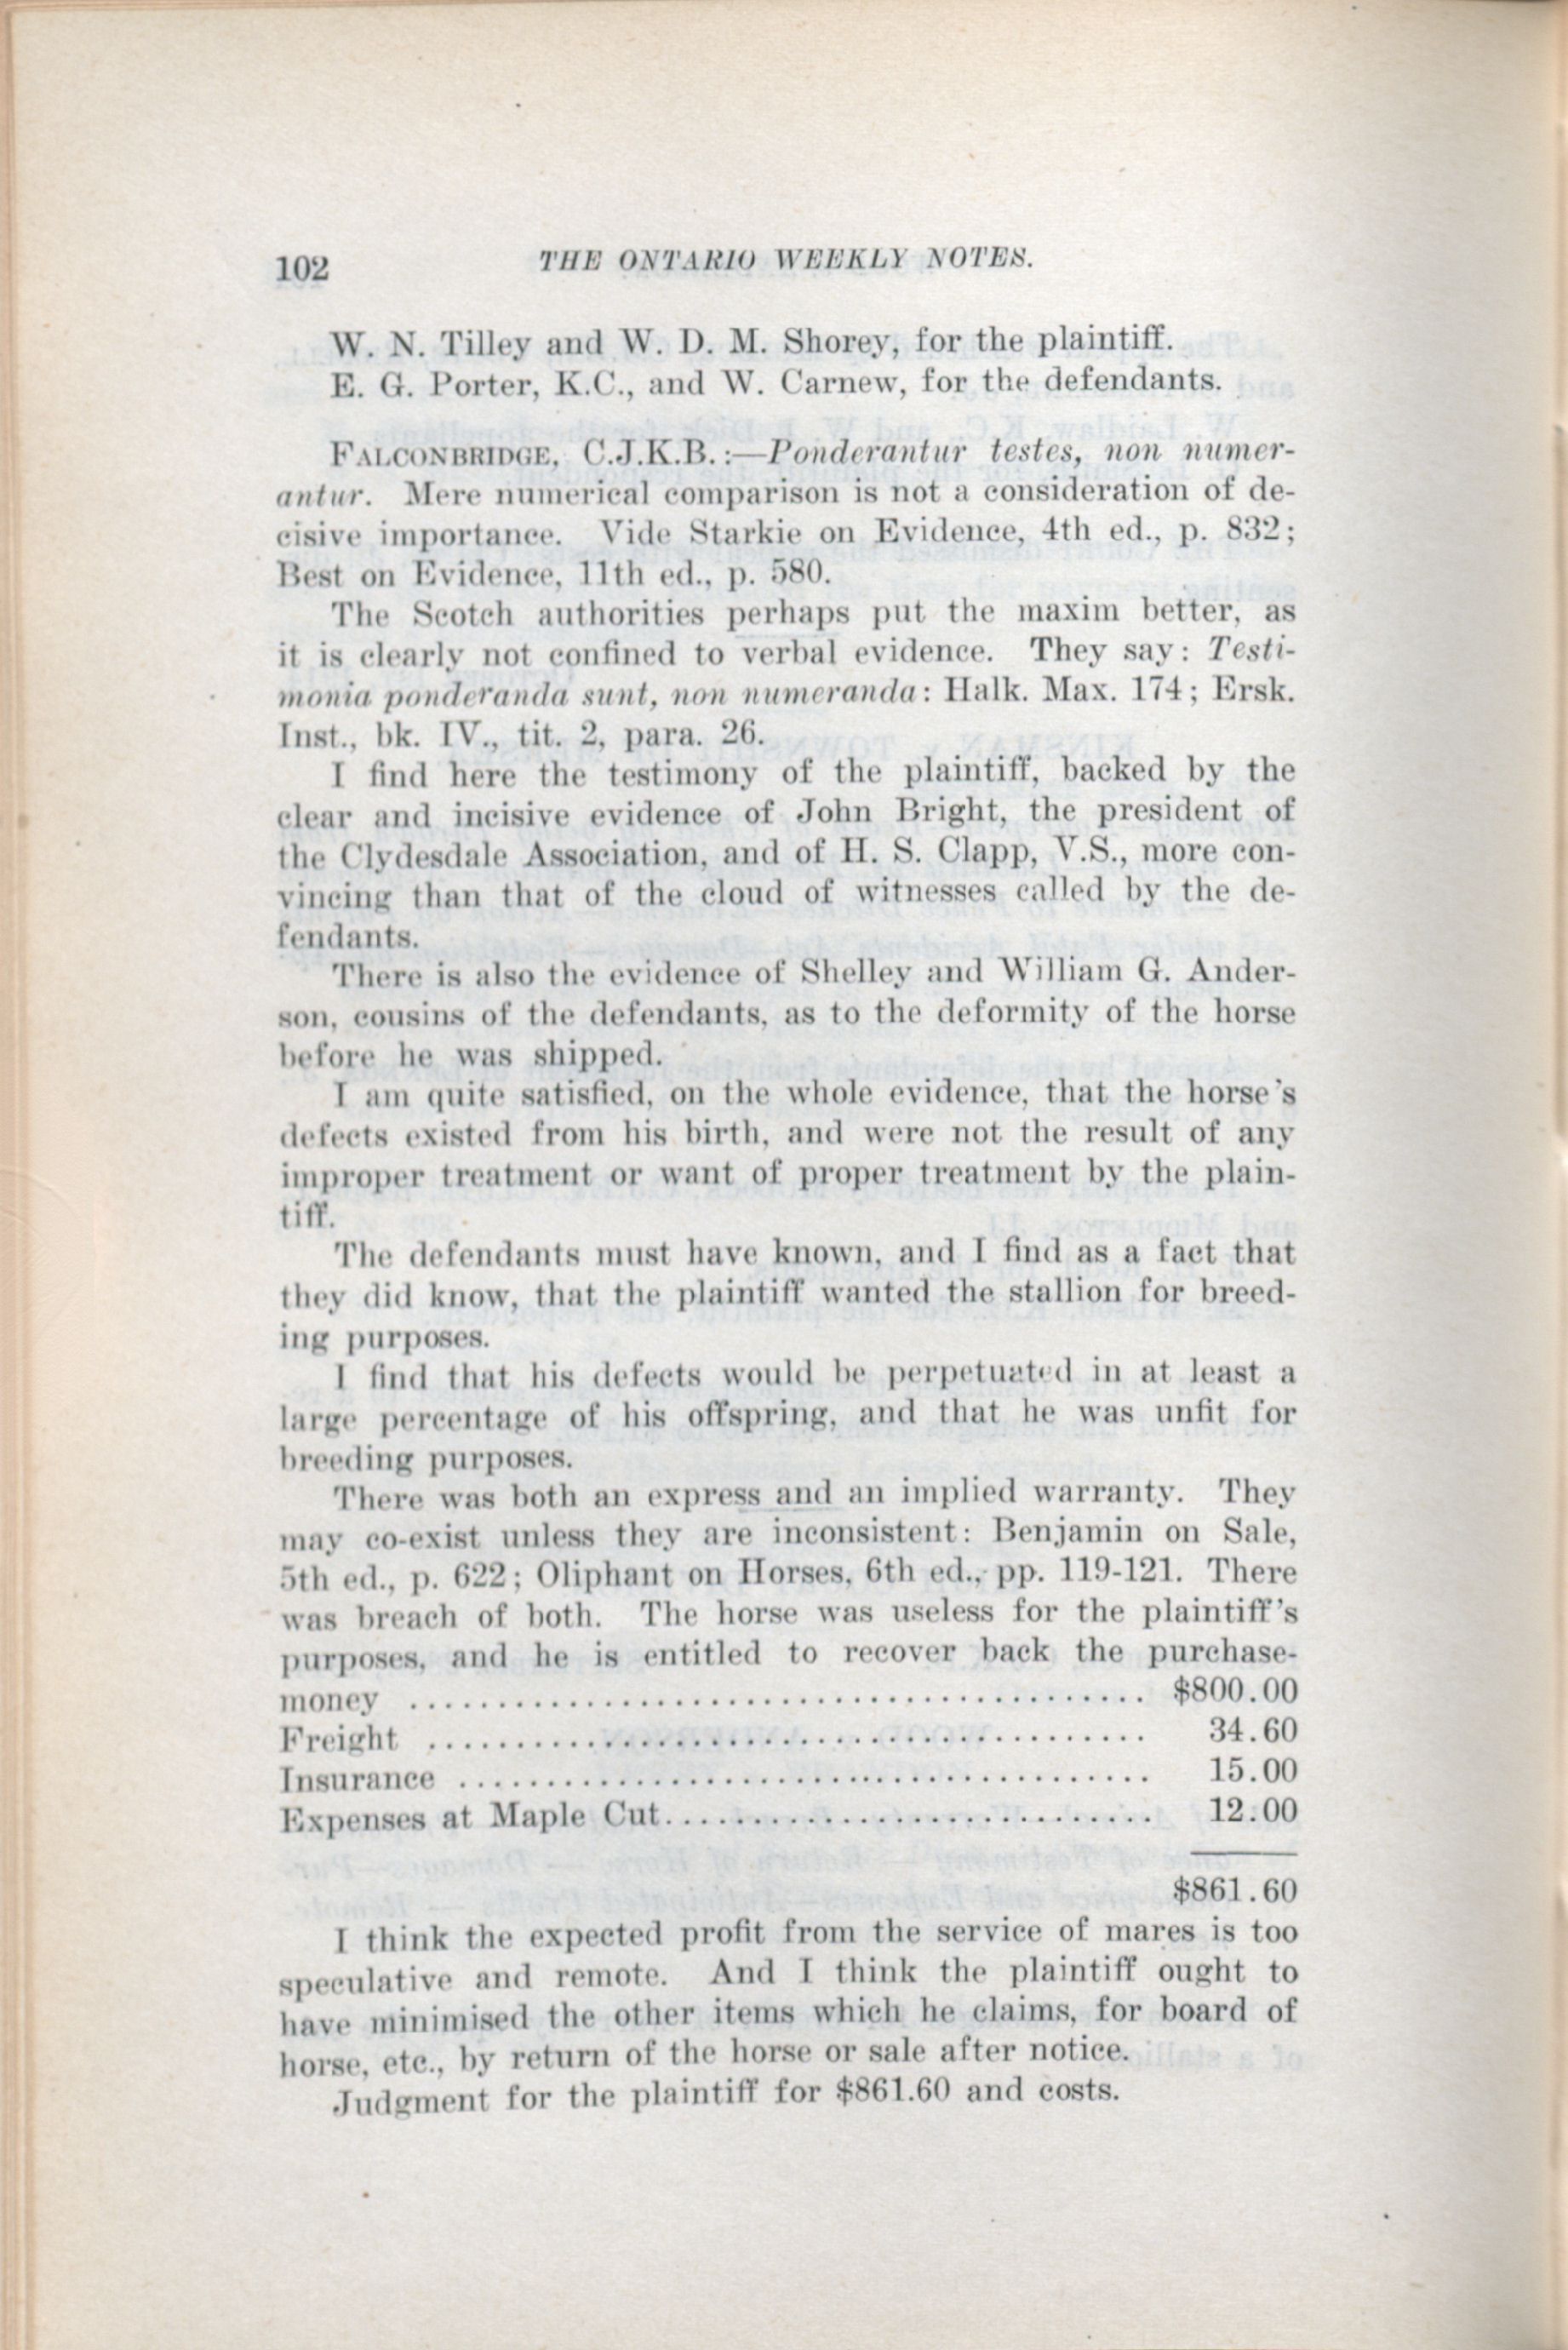 102
THE ONTARIO WEEKLY NOTES.
W. N. Tilley and W. D. M. Shorey, for the plaintiff.
E. G. Porter, K.C., and W. Carnew, for the defendants.
FALCONBRIDGE, C.J.K.B.:—Ponderantur testes, non numer-
antur. Mere numerical comparison is not a consideration of de-
cisive importance. Vide Starkie on Evidence, 4th ed., p. 832;
Best on Evidence, 11th ed., p. 580.
The Scotch authorities perhaps put the maxim better, as
it is clearly not confined to verbal evidence. They say: Testi-
monia ponderanda sunt, non numeranda: Halk. Max. 174; Ersk.
Inst., bk. IV., tit. 2, para. 26.
I find here the testimony of the plaintiff, backed by the
clear and incisive evidence of John Bright, the president of
the Clydesdale Association, and of H. S. Clapp, V.S., more con-
vincing than that of the cloud of witnesses called by the de-
fendants.
There is also the evidence of Shelley and William G. Ander-
son, cousins of the defendants, as to the deformity of the horse
before he was shipped.
I am quite satisfied, on the whole evidence, that the horse's
defects existed from his birth, and were not the result of any
improper treatment or want of proper treatment by the plain-
tiff.
The defendants must have known, and I find as a fact that
they did know, that the plaintiff wanted the stallion for breed-
ing purposes.
I find that his defects would be perpetuated in at least a
large percentage of his offspring, and that he was unfit for
breeding purposes.
There was both an express and an implied warranty. They
may co-exist unless they are inconsistent: Benjamin on Sale,
5th ed., p. 622; Oliphant on Horses, 6th ed., pp. 119-121. There
was breach of both. The horse was useless for the plaintiff's
purposes, and he is entitled to recover back the purchase-
money ........................................ $800.00
Freight ....................................... 34.60
Insurance ..................................... 15.00
Expenses at Maple Cut.......................... 12.00
$861.60
I think the expected profit from the service of mares is too
speculative and remote. And I think the plaintiff ought to
have minimised the other items which he claims, for board of
horse, etc., by return of the horse or sale after notice.
Judgment for the plaintiff for $861.60 and costs.